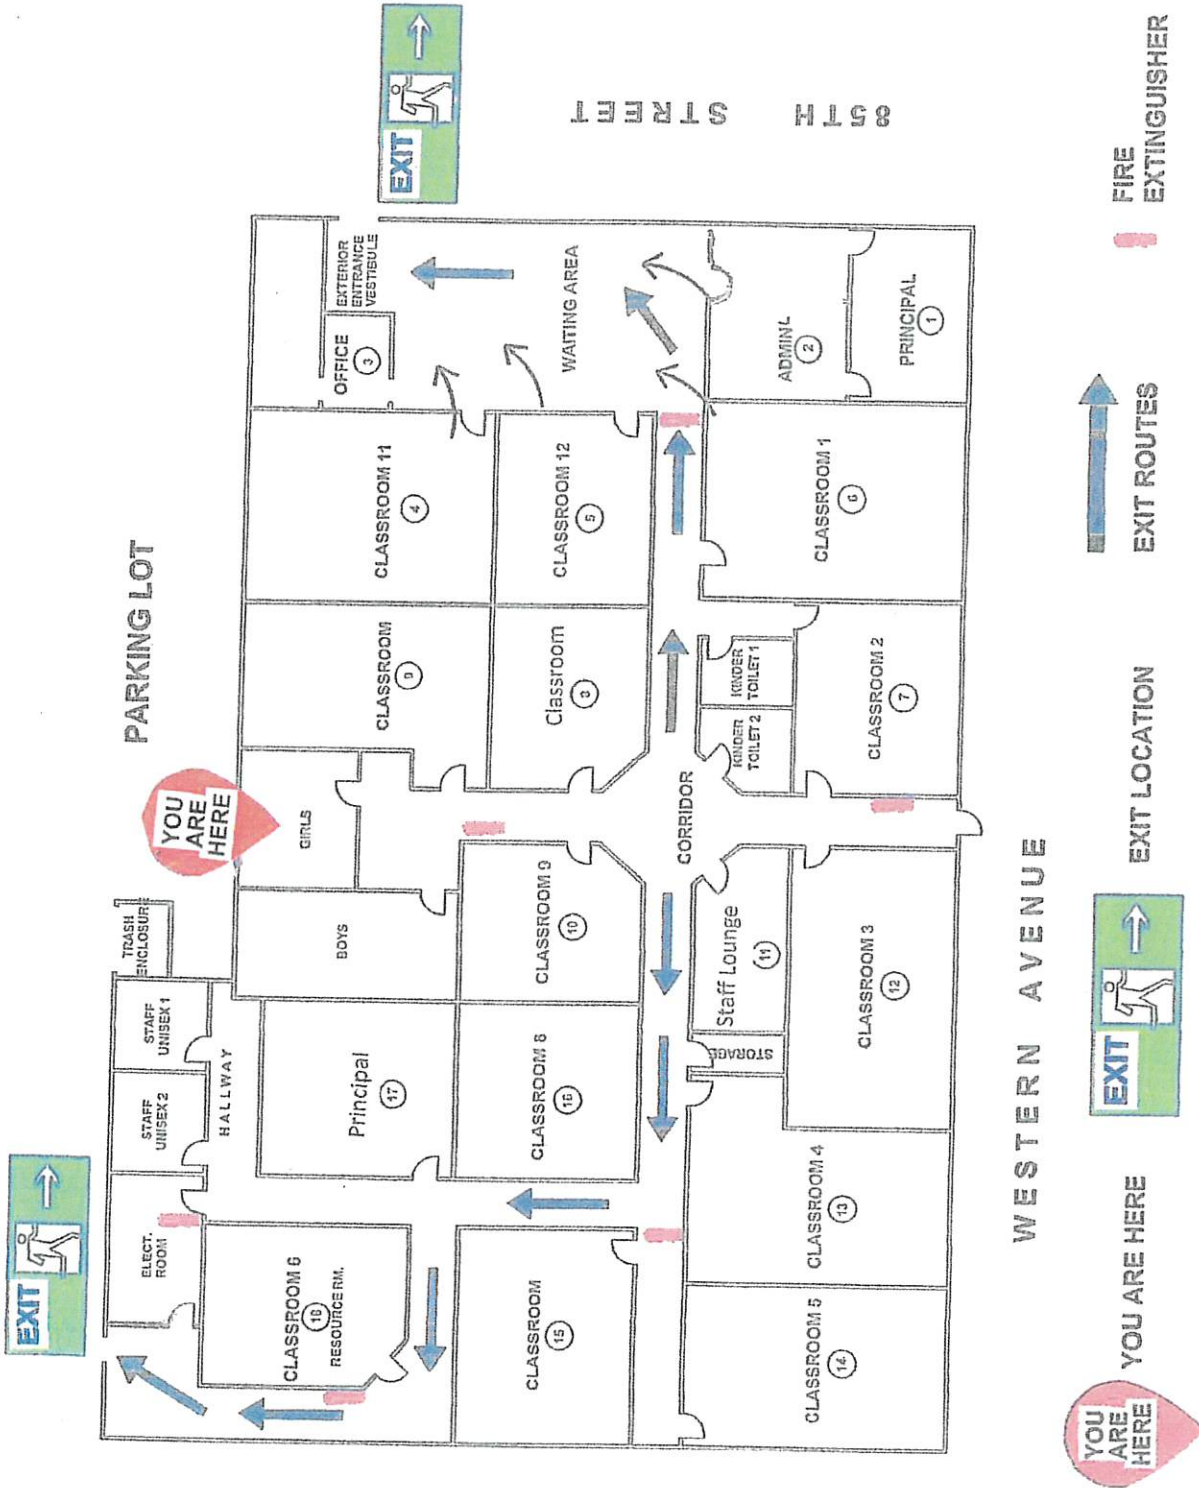 EXIT
TRASH
ENCLOSURE
YOU
ARE
HERE
PARKING LOT
ELECT.
ROOM
STAFF
UNISEX 2
STAFF
UNISEX 1
HALLWAY
CLASSROOM 6
18
RESOURCE RM.
Principal
17
BOYS
GIRLS
CLASSROOM
9
CLASSROOM 11
4
OFFICE
3
EXTERIOR
ENTRANCE
VESTIBULE
EXIT
CLASSROOM
15
CLASSROOM 8
16
CLASSROOM 9
10
Classroom
8
CLASSROOM 12
5
WAITING AREA
85TH STREET
CORRIDOR
STORAGE
Staff Lounge
11
KINDER
TOILET 2
KINDER
TOILET 1
ADMIN
2
CLASSROOM 5
14
CLASSROOM 4
13
CLASSROOM 3
12
CLASSROOM 2
7
CLASSROOM 1
6
PRINCIPAL
1
WESTERN AVENUE
YOU
ARE
HERE
YOU ARE HERE
EXIT
EXIT LOCATION
EXIT ROUTES
FIRE
EXTINGUISHER